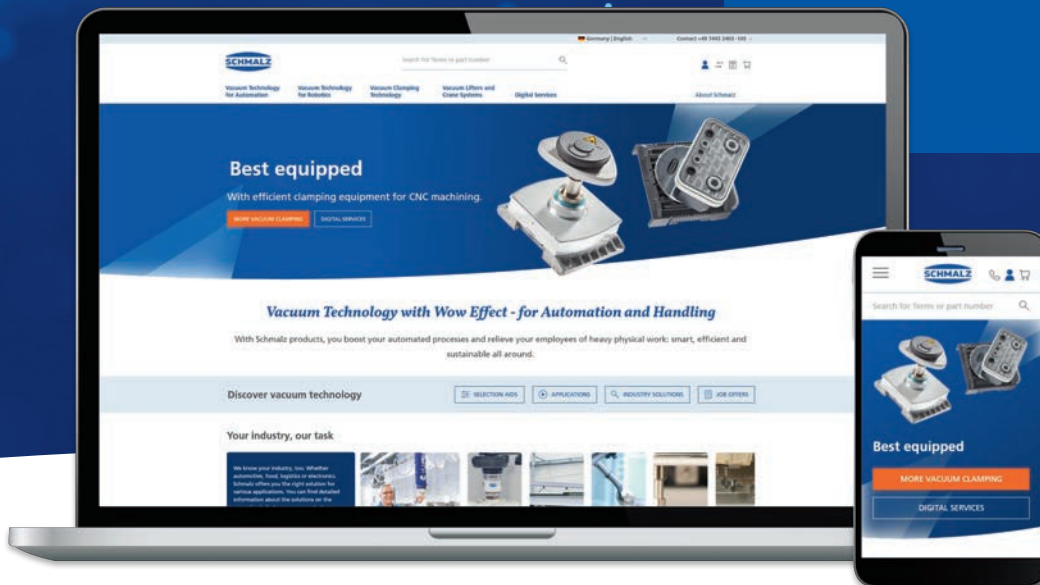 Germany | English
Contact +49 7445 2403-105
SCHMALZ
Search for Terms or part number
Vacuum Technology for Automation
Vacuum Technology for Robotics
Vacuum Clamping Technology
Vacuum Lifters and Crane Systems
Digital Services
About Schmalz
Best equipped
With efficient clamping equipment for CNC machining.
MORE VACUUM CLAMPING
DIGITAL SERVICES
Vacuum Technology with Wow Effect - for Automation and Handling
With Schmalz products, you boost your automated processes and relieve your employees of heavy physical work: smart, efficient and
sustainable all around.
Discover vacuum technology
SELECTION AIDS
APPLICATIONS
INDUSTRY SOLUTIONS
JOB OFFERS
Your industry, our task
We know your industry, too. Whether
automotive, food, logistics or electronics.
Schmalz offers you the right solution for
various applications. You can find detailed
information about the solutions on the
SCHMALZ
Search for Terms or part number
Best equipped
MORE VACUUM CLAMPING
DIGITAL SERVICES